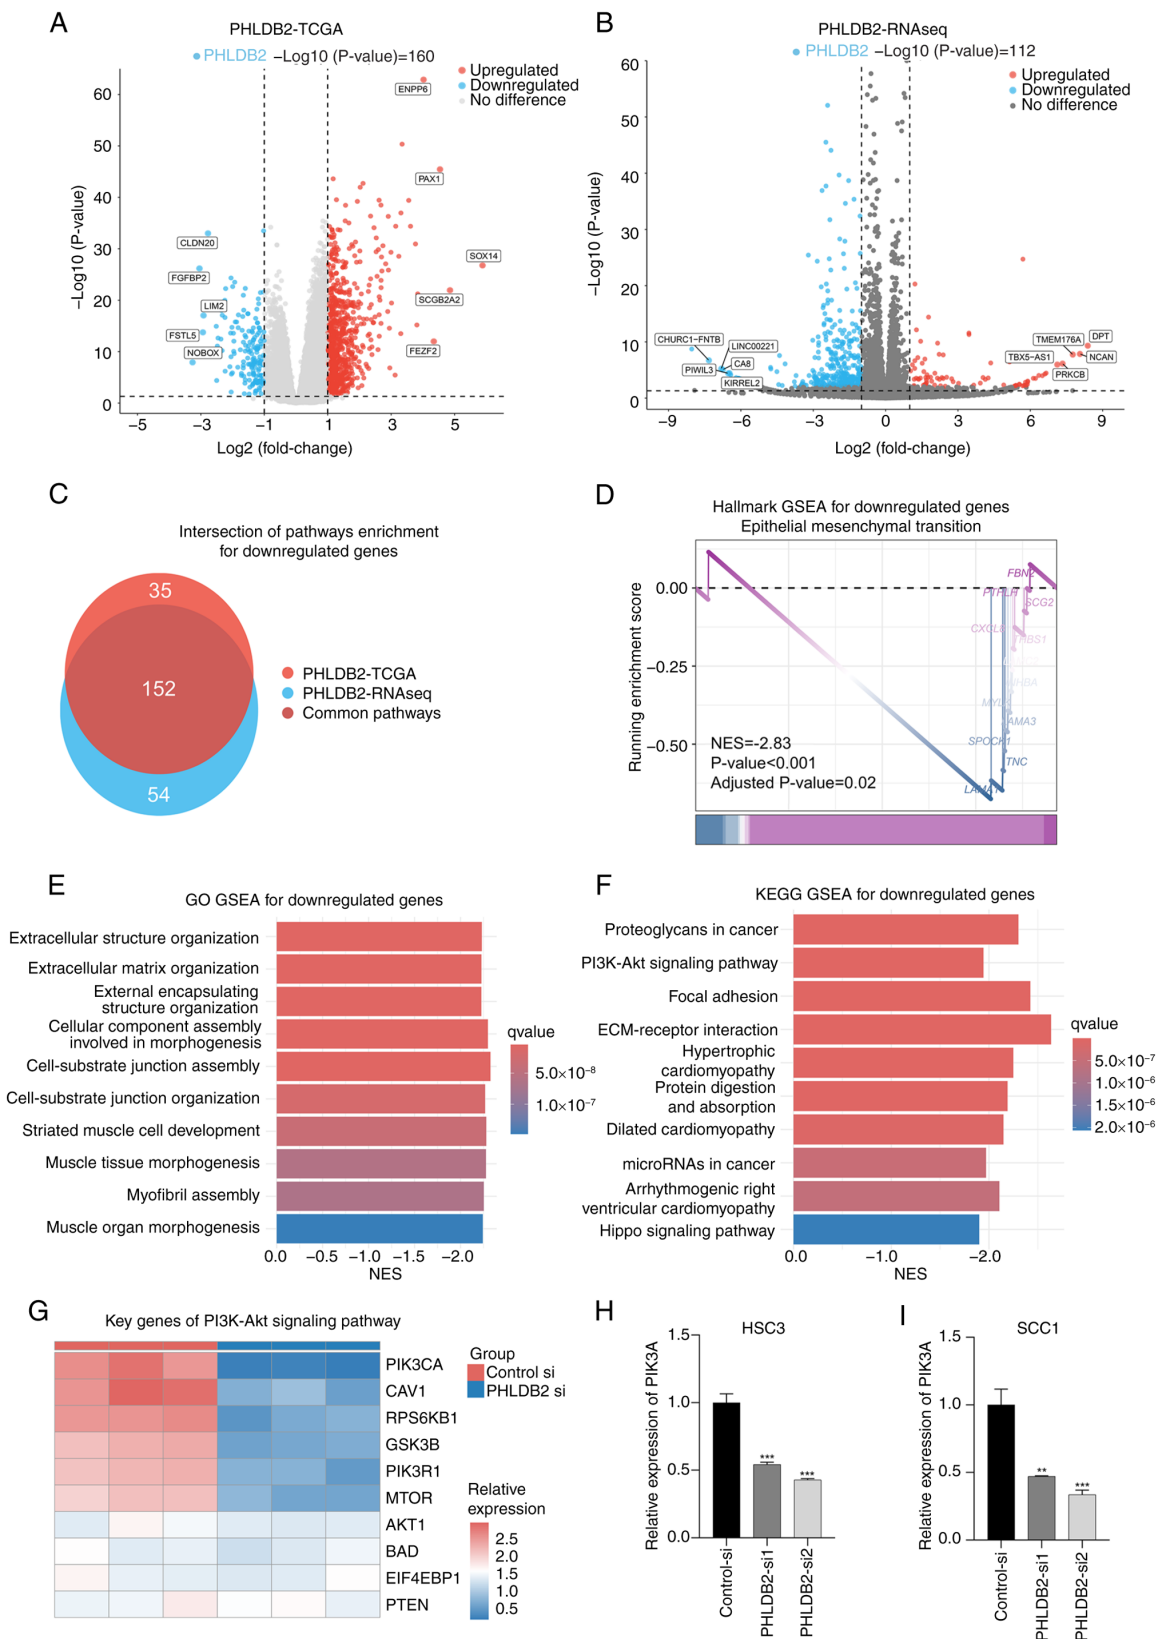 A
PHLDB2-TCGA
PHLDB2 −Log10 (P-value)=160
Upregulated
Downregulated
No difference
ENPP6
PAX1
CLDN20
SOX14
FGFBP2
SCGB2A2
LIM2
FSTL5
NOBOX
FEZF2
−Log10 (P-value)
60
50
40
30
20
10
0
−5 −3 −1 1 3 5
Log2 (fold-change)
B
PHLDB2-RNAseq
PHLDB2 −Log10 (P-value)=112
Upregulated
Downregulated
No difference
CHURC1−FNTB
LINC00221
PIWIL3
CA8
KIRREL2
TMEM176A
DPT
TBX5−AS1
NCAN
PRKCB
−Log10 (P-value)
60
50
40
30
20
10
0
−9 −6 −3 0 3 6 9
Log2 (fold-change)
C
Intersection of pathways enrichment
for downregulated genes
35
152
54
PHLDB2-TCGA
PHLDB2-RNAseq
Common pathways
D
Hallmark GSEA for downregulated genes
Epithelial mesenchymal transition
Running enrichment score
0.00
−0.25
−0.50
FBN2
SCG2
SPOCK1
TNC
NES=-2.83
P-value<0.001
Adjusted P-value=0.02
E
GO GSEA for downregulated genes
Extracellular structure organization
Extracellular matrix organization
External encapsulating
structure organization
Cellular component assembly
involved in morphogenesis
Cell-substrate junction assembly
Cell-substrate junction organization
Striated muscle cell development
Muscle tissue morphogenesis
Myofibril assembly
Muscle organ morphogenesis
0.0 −0.5 −1.0 −1.5 −2.0
NES
qvalue
5.0×10⁻⁸
1.0×10⁻⁷
F
KEGG GSEA for downregulated genes
Proteoglycans in cancer
PI3K-Akt signaling pathway
Focal adhesion
ECM-receptor interaction
Hypertrophic
cardiomyopathy
Protein digestion
and absorption
Dilated cardiomyopathy
microRNAs in cancer
Arrhythmogenic right
ventricular cardiomyopathy
Hippo signaling pathway
0.0 −1.0 −2.0
NES
qvalue
5.0×10⁻⁷
1.0×10⁻⁶
1.5×10⁻⁶
2.0×10⁻⁶
G
Key genes of PI3K-Akt signaling pathway
PIK3CA
CAV1
RPS6KB1
GSK3B
PIK3R1
MTOR
AKT1
BAD
EIF4EBP1
PTEN
Group
Control si
PHLDB2 si
Relative
expression
2.5
2.0
1.5
1.0
0.5
H
HSC3
Relative expression of PIK3A
1.5
1.0
0.5
0.0
***
***
Control-si
PHLDB2-si1
PHLDB2-si2
I
SCC1
Relative expression of PIK3A
1.5
1.0
0.5
0.0
**
***
Control-si
PHLDB2-si1
PHLDB2-si2